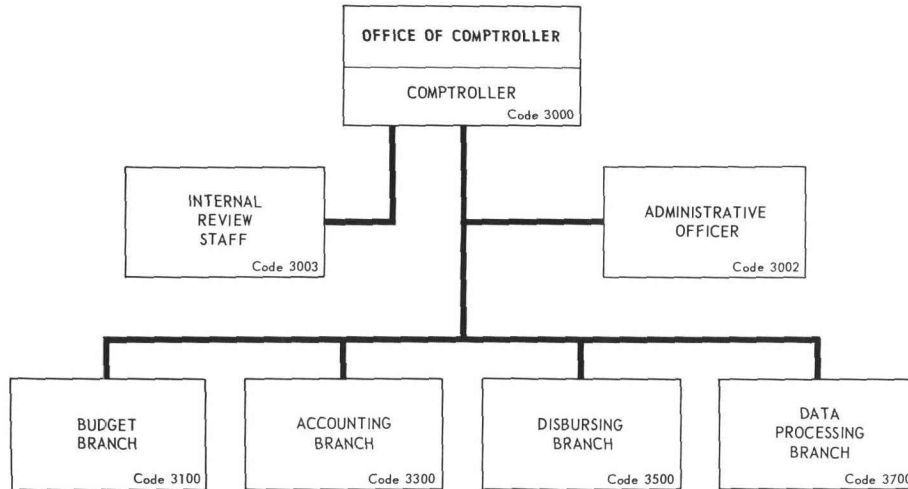 OFFICE OF COMPTROLLER
COMPTROLLER
Code 3000
INTERNAL
REVIEW
STAFF
Code 3003
ADMINISTRATIVE
OFFICER
Code 3002
BUDGET
BRANCH
Code 3100
ACCOUNTING
BRANCH
Code 3300
DISBURSING
BRANCH
Code 3500
DATA
PROCESSING
BRANCH
Code 3700